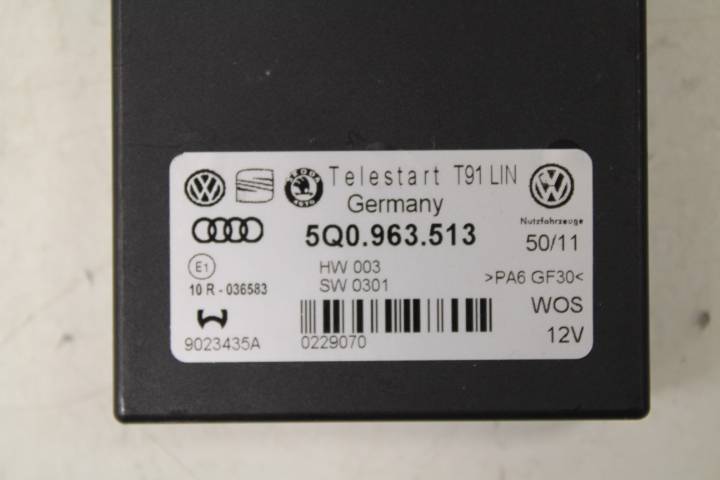 Telestart T91 LIN
Germany
Nutzfahrzeuge
5Q0.963.513
50/11
E1
HW 003
SW 0301
>PA6 GF30<
10 R - 036583
WOS
9023435A
0229070
12V